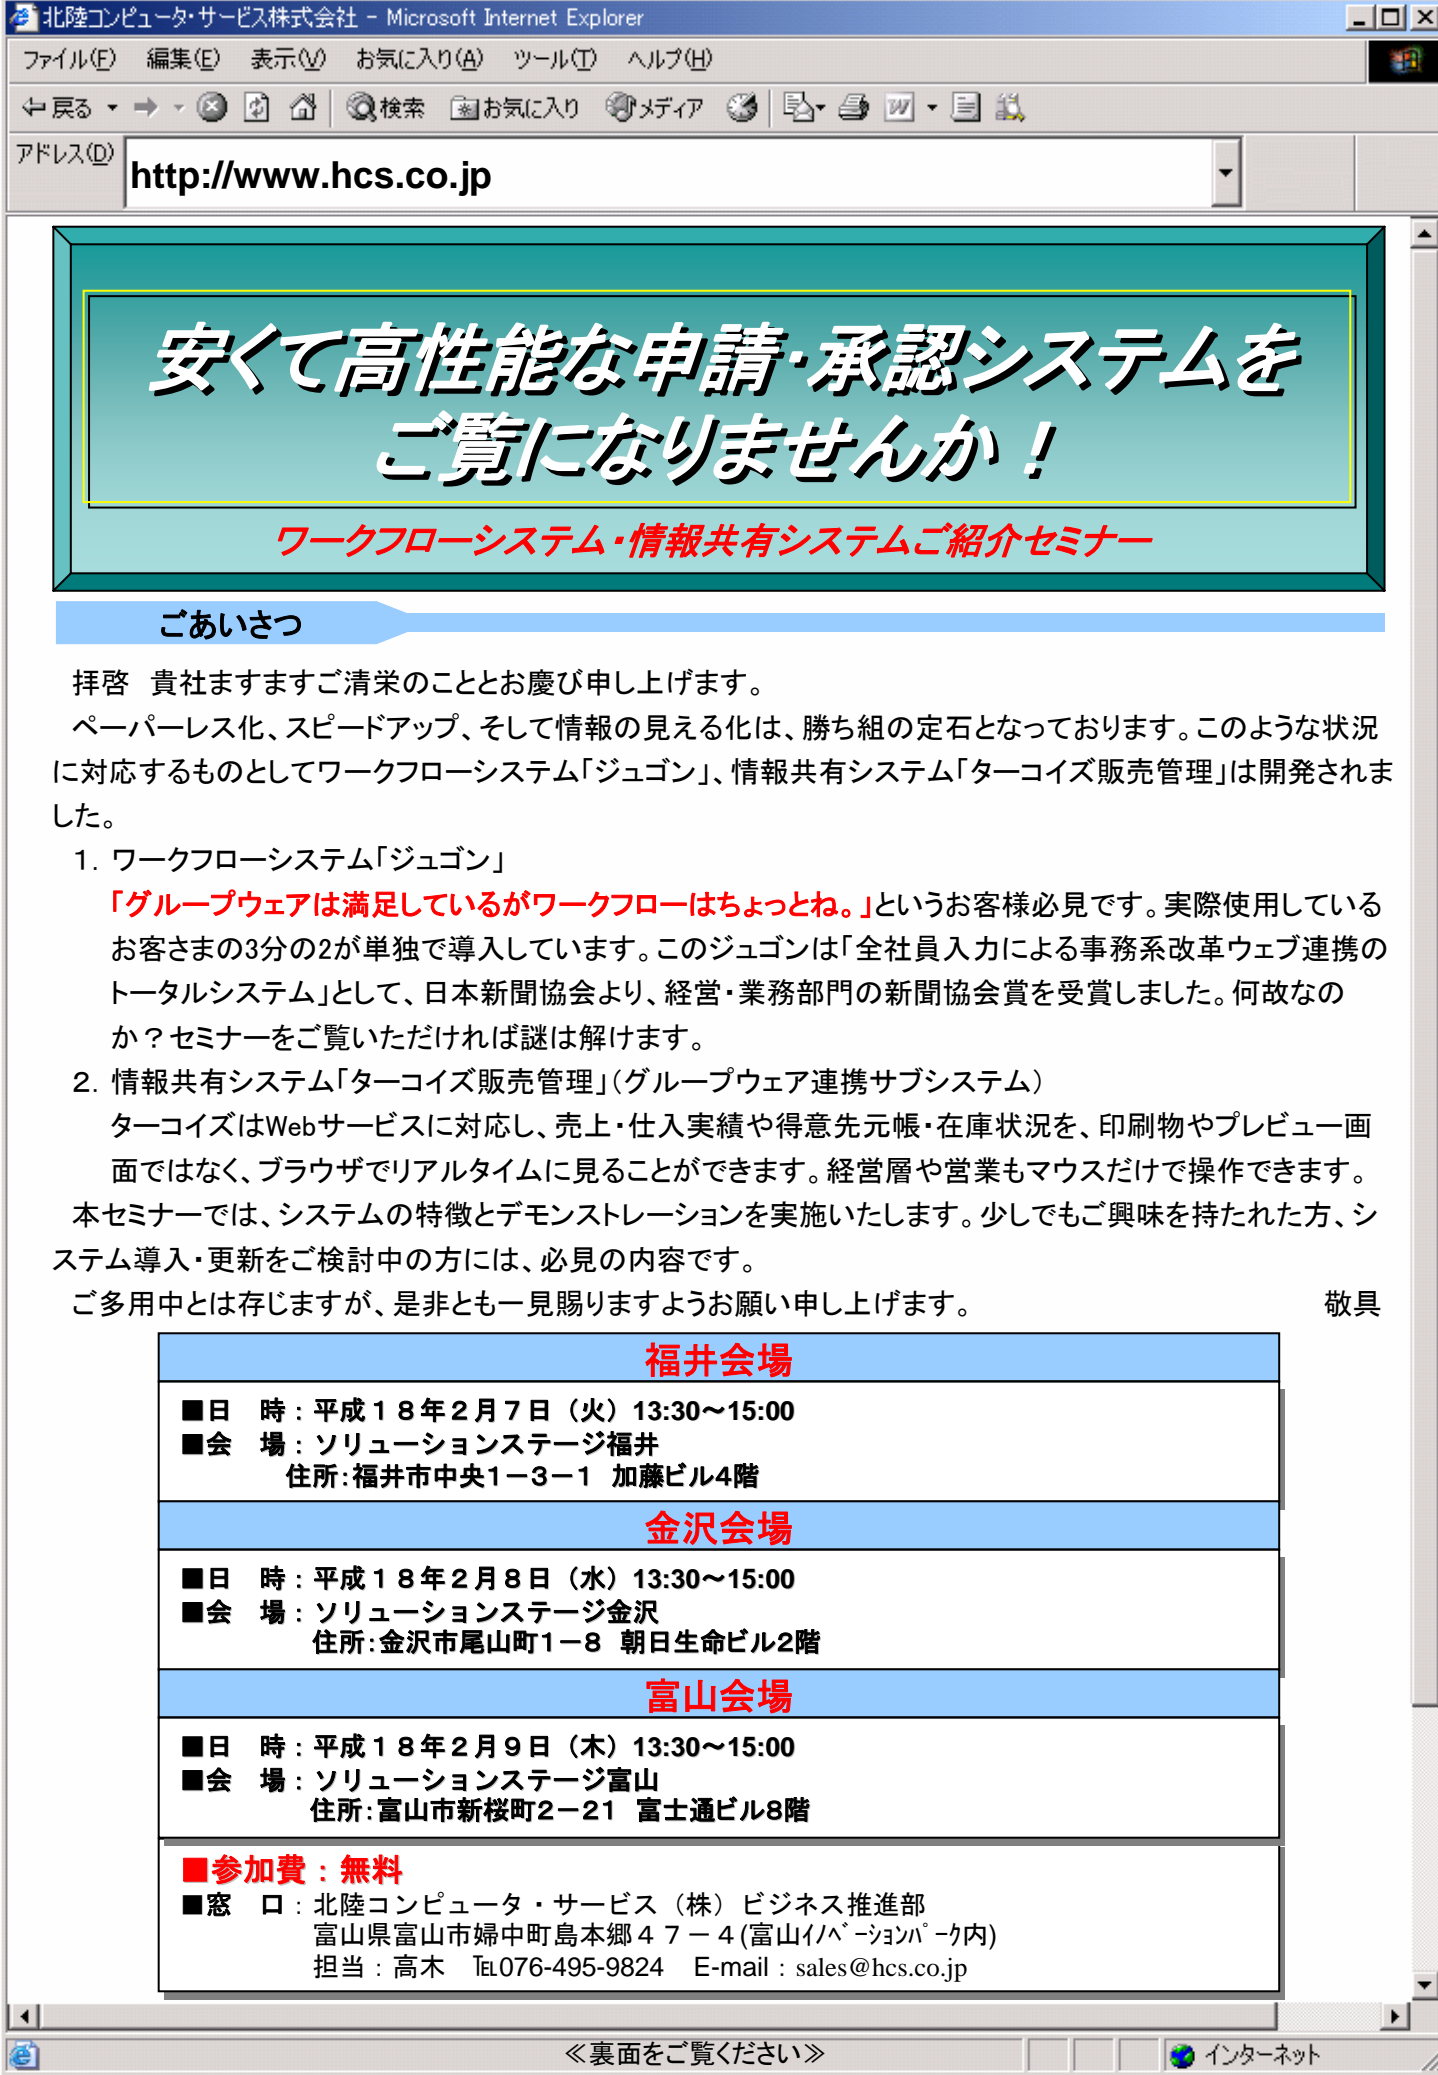 北陸コンピュータ・サービス株式会社 - Microsoft Internet Explorer
ファイル(F) 編集(E) 表示(V) お気に入り(A) ツール(T) ヘルプ(H)
戻る 検索 お気に入り メディア
アドレス(D) http://www.hcs.co.jp
安くて高性能な申請・承認システムを
ご覧になりませんか！
ワークフローシステム・情報共有システムご紹介セミナー
ごあいさつ
拝啓　貴社ますますご清栄のこととお慶び申し上げます。
ペーパーレス化、スピードアップ、そして情報の見える化は、勝ち組の定石となっております。このような状況
に対応するものとしてワークフローシステム「ジュゴン」、情報共有システム「ターコイズ販売管理」は開発されま
した。
１．ワークフローシステム「ジュゴン」
「グループウェアは満足しているがワークフローはちょっとね。」というお客様必見です。実際使用している
お客さまの3分の2が単独で導入しています。このジュゴンは「全社員入力による事務系改革ウェブ連携の
トータルシステム」として、日本新聞協会より、経営・業務部門の新聞協会賞を受賞しました。何故なの
か？セミナーをご覧いただければ謎は解けます。
２．情報共有システム「ターコイズ販売管理」（グループウェア連携サブシステム）
ターコイズはWebサービスに対応し、売上・仕入実績や得意先元帳・在庫状況を、印刷物やプレビュー画
面ではなく、ブラウザでリアルタイムに見ることができます。経営層や営業もマウスだけで操作できます。
本セミナーでは、システムの特徴とデモンストレーションを実施いたします。少しでもご興味を持たれた方、シ
ステム導入・更新をご検討中の方には、必見の内容です。
ご多用中とは存じますが、是非とも一見賜りますようお願い申し上げます。　敬具
福井会場
■日　時：平成１８年２月７日（火）13:30～15:00
■会　場：ソリューションステージ福井
住所：福井市中央１－３－１　加藤ビル４階
金沢会場
■日　時：平成１８年２月８日（水）13:30～15:00
■会　場：ソリューションステージ金沢
住所：金沢市尾山町１－８　朝日生命ビル２階
富山会場
■日　時：平成１８年２月９日（木）13:30～15:00
■会　場：ソリューションステージ富山
住所：富山市新桜町２－２１　富士通ビル８階
■参加費：無料
■窓　口：北陸コンピュータ・サービス（株）ビジネス推進部
富山県富山市婦中町島本郷４７－４(富山ｲﾉﾍﾞｰｼｮﾝﾊﾟｰｸ内)
担当：高木　℡076-495-9824　E-mail：sales@hcs.co.jp
≪裏面をご覧ください≫ インターネット